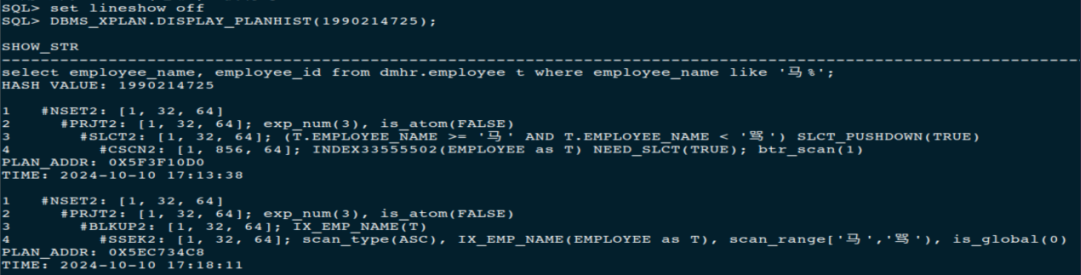 SQL> set lineshow off
SQL> DBMS_XPLAN.DISPLAY_PLANHIST(1990214725);
SHOW_STR
--------------------------------------------------------------------------------
select employee_name, employee_id from dmhr.employee t where employee_name like '马%';
HASH VALUE: 1990214725
1 #NSET2: [1, 32, 64]
2 #PRJT2: [1, 32, 64]; exp_num(3), is_atom(FALSE)
3 #SLCT2: [1, 32, 64]; (T.EMPLOYEE_NAME >= '马' AND T.EMPLOYEE_NAME < '骂') SLCT_PUSHDOWN(TRUE)
4 #CSCN2: [1, 856, 64]; INDEX33555502(EMPLOYEE as T) NEED_SLCT(TRUE); btr_scan(1)
PLAN_ADDR: 0X5F3F10D0
TIME: 2024-10-10 17:13:38
1 #NSET2: [1, 32, 64]
2 #PRJT2: [1, 32, 64]; exp_num(3), is_atom(FALSE)
3 #BLKUP2: [1, 32, 64]; IX_EMP_NAME(T)
4 #SSEK2: [1, 32, 64]; scan_type(ASC), IX_EMP_NAME(EMPLOYEE as T), scan_range['马','骂'), is_global(0)
PLAN_ADDR: 0X5EC734C8
TIME: 2024-10-10 17:18:11